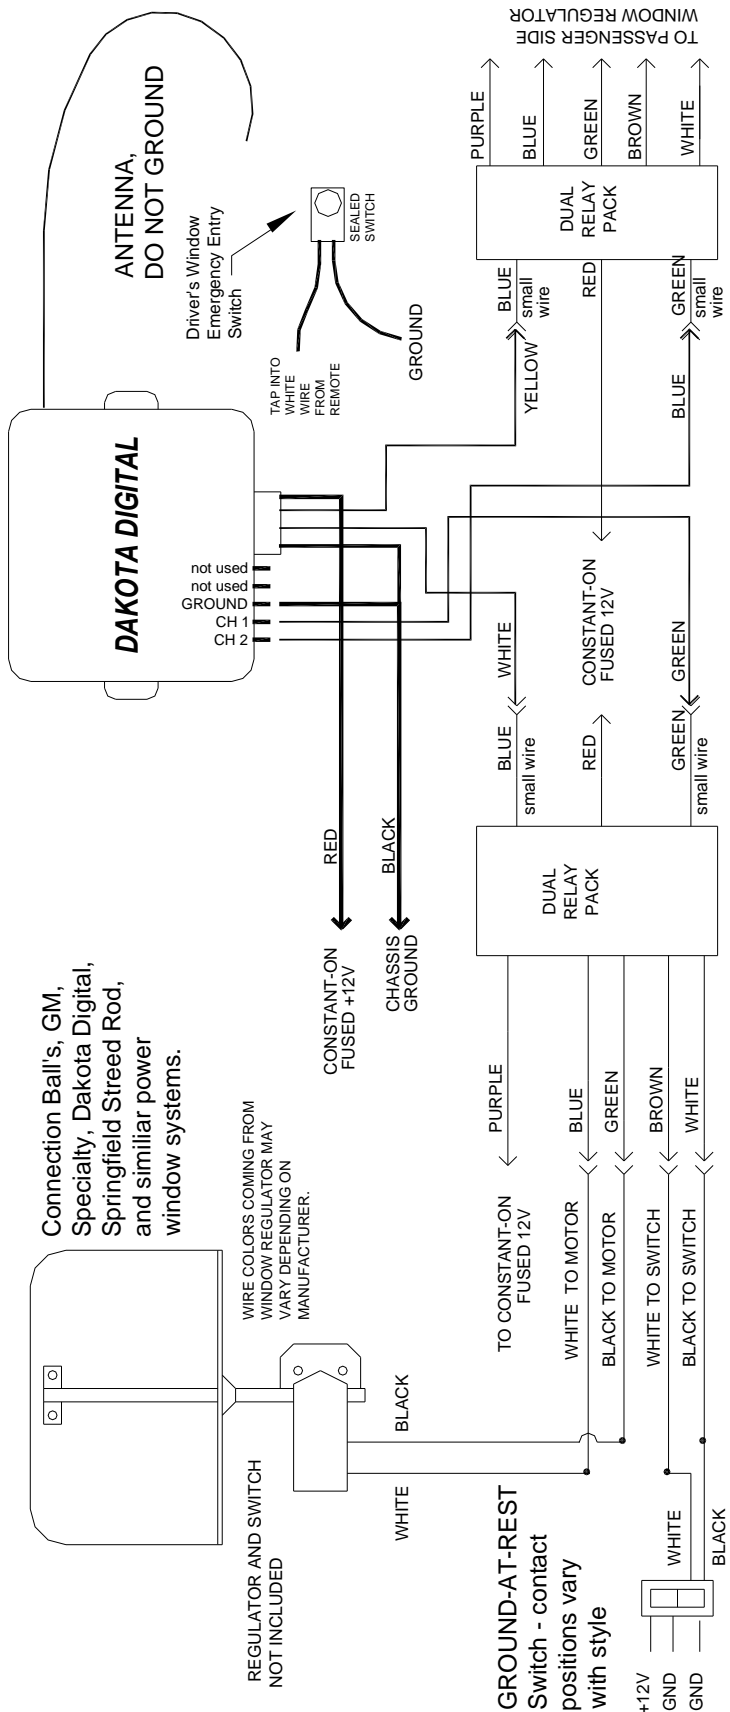 Connection Ball's, GM,
Specialty, Dakota Digital,
Springfield Streed Rod,
and similiar power
window systems.
WIRE COLORS COMING FROM
WINDOW REGULATOR MAY
VARY DEPENDING ON
MANUFACTURER.
REGULATOR AND SWITCH
NOT INCLUDED
WHITE
BLACK
GROUND-AT-REST
Switch - contact
positions vary
with style
+12V
GND
GND
WHITE
BLACK
TO CONSTANT-ON
FUSED 12V
WHITE TO MOTOR
BLACK TO MOTOR
WHITE TO SWITCH
BLACK TO SWITCH
PURPLE
BLUE
GREEN
BROWN
WHITE
DUAL
RELAY
PACK
BLUE
small wire
RED
GREEN
small wire
WHITE
CONSTANT-ON
FUSED 12V
GREEN
CONSTANT-ON
FUSED +12V
CHASSIS
GROUND
RED
BLACK
DAKOTA DIGITAL
not used
not used
GROUND
CH 1
CH 2
ANTENNA,
DO NOT GROUND
Driver's Window
Emergency Entry
Switch
SEALED
SWITCH
TAP INTO
WHITE
WIRE
FROM
REMOTE
GROUND
YELLOW
BLUE
BLUE
small
wire
RED
GREEN
small
wire
DUAL
RELAY
PACK
PURPLE
BLUE
GREEN
BROWN
WHITE
TO PASSENGER SIDE
WINDOW REGULATOR